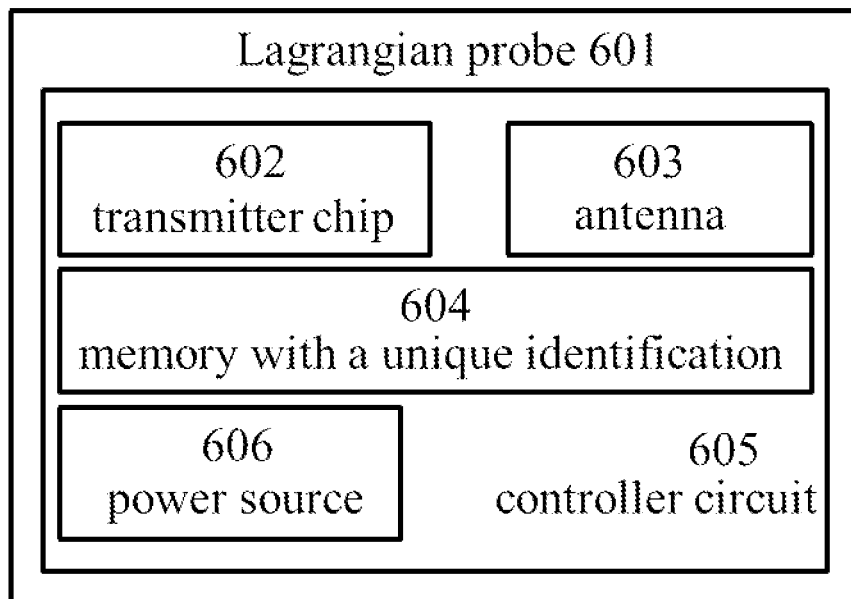 Lagrangian probe 601
602
transmitter chip
603
antenna
604
memory with a unique identification
606
power source
605
controller circuit